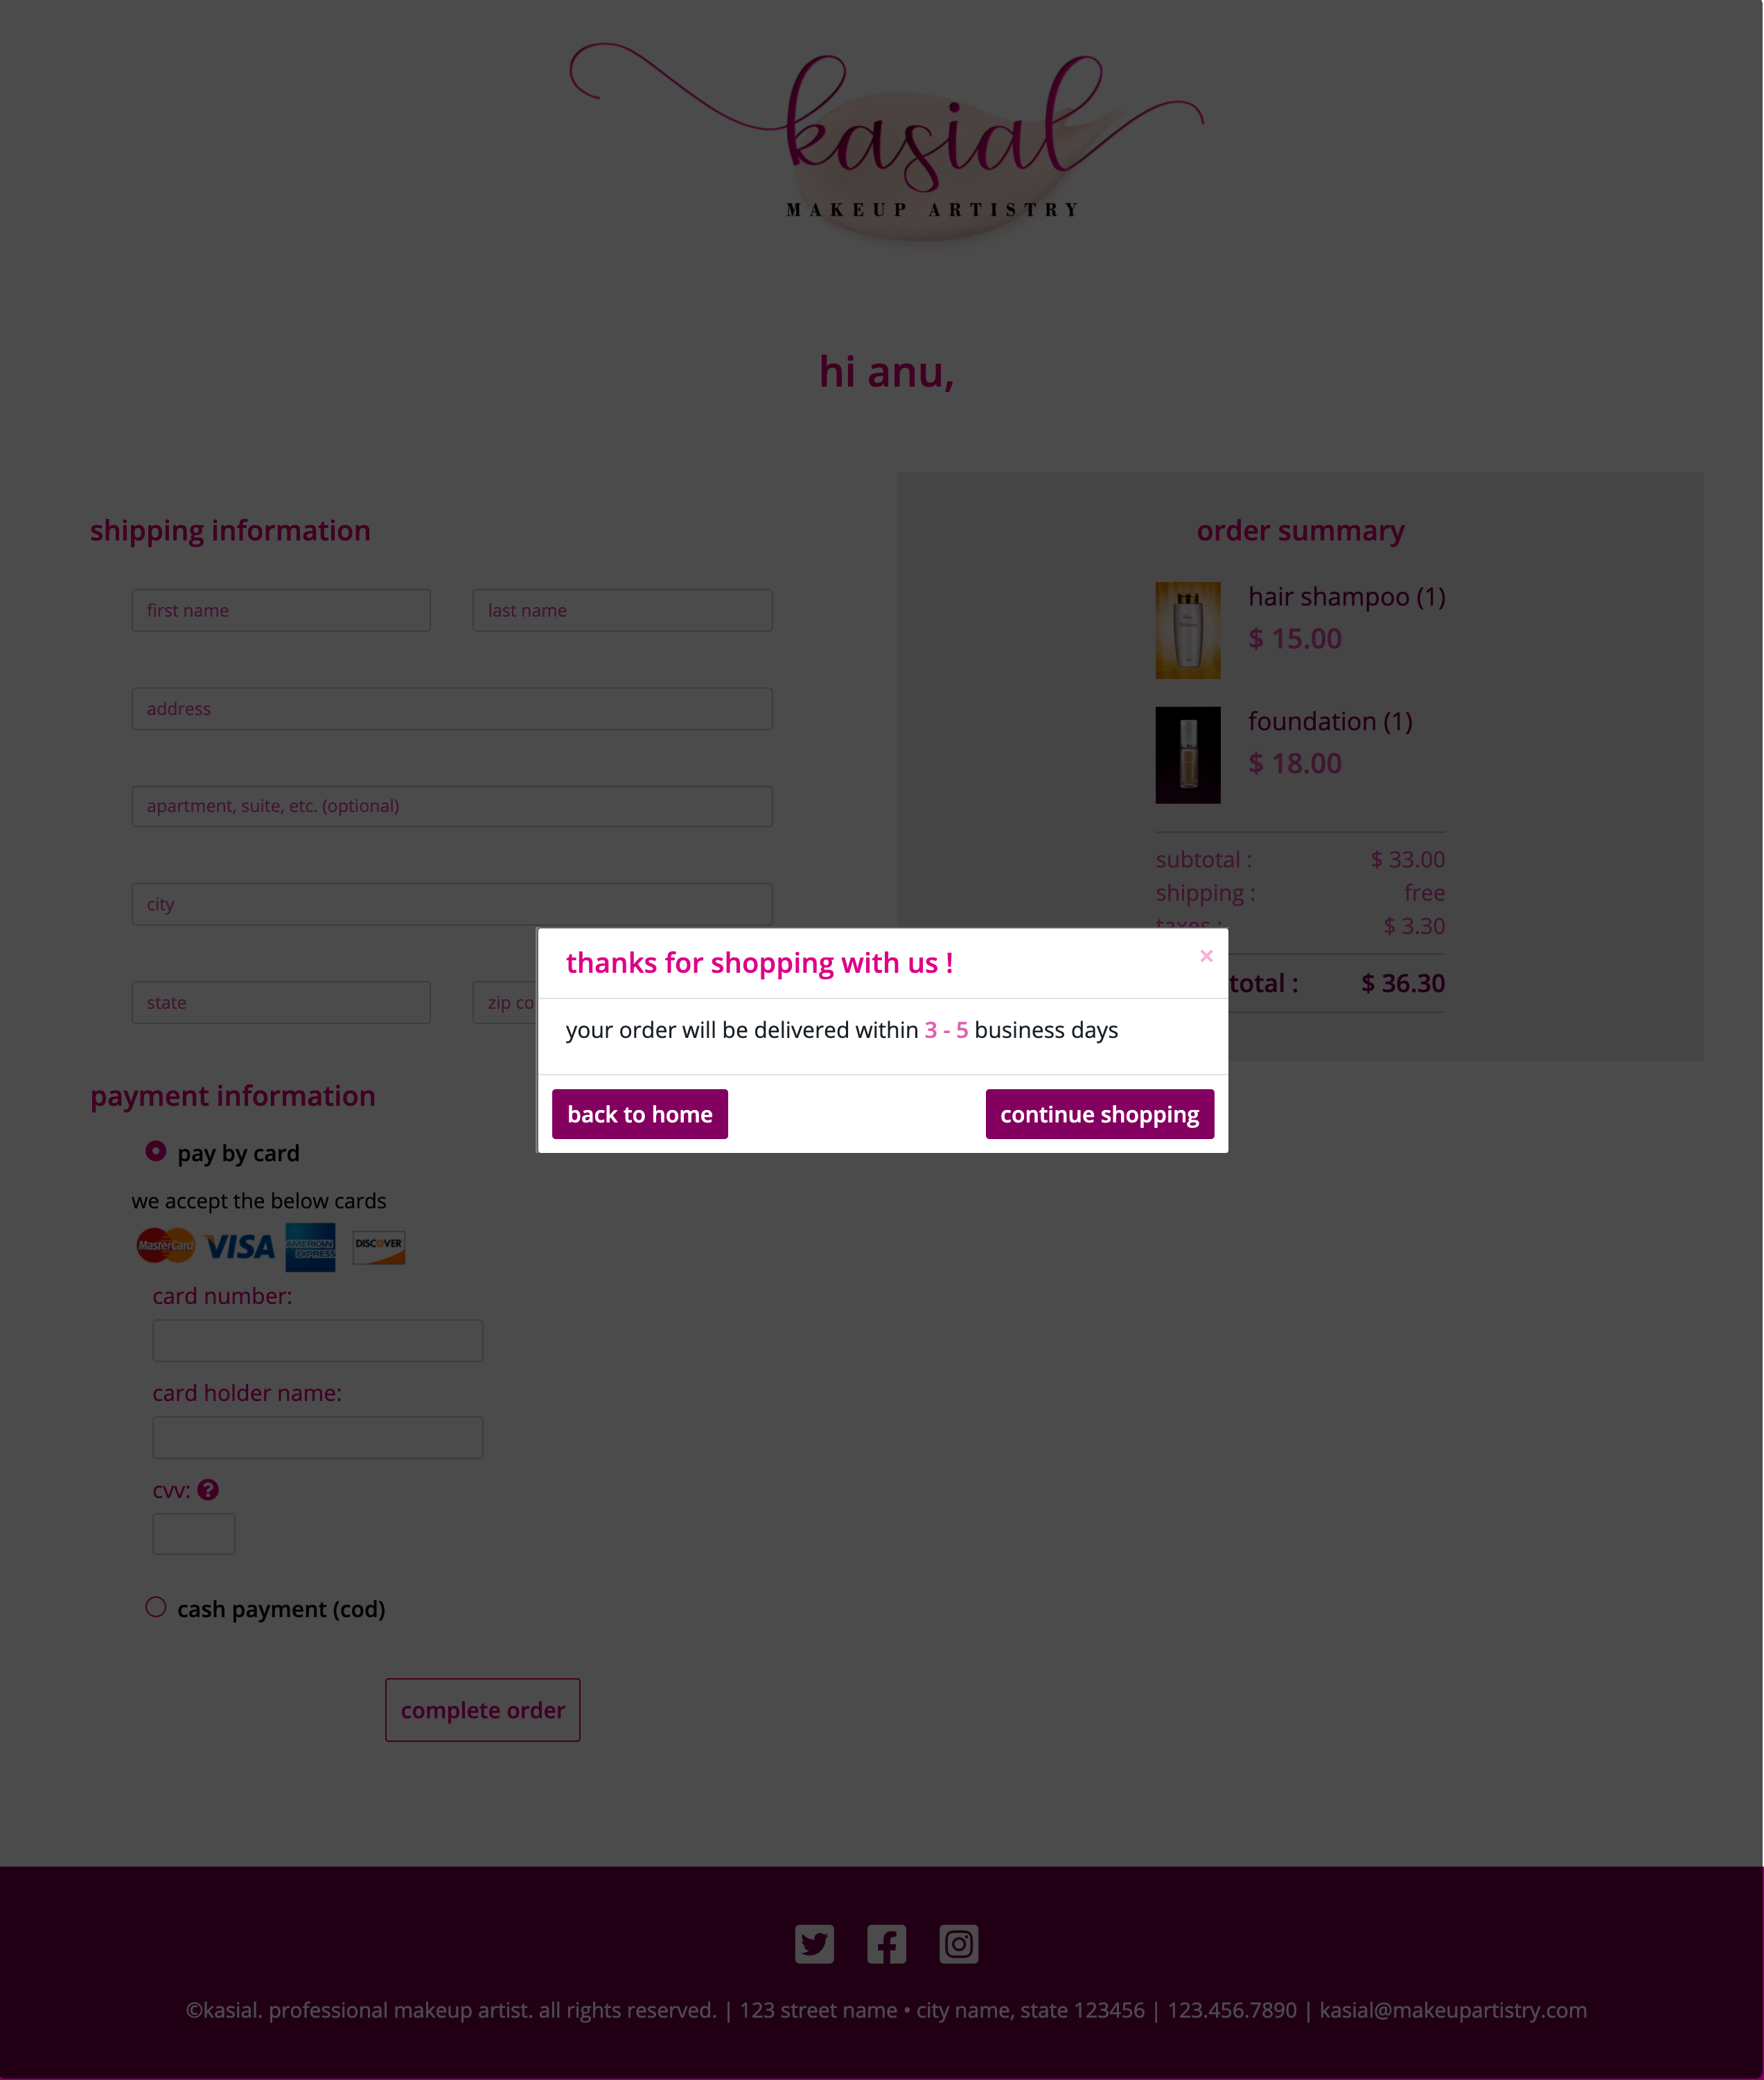 kasial
MAKEUP ARTISTRY
hi anu,
shipping information
first name
last name
address
apartment, suite, etc. (optional)
city
state
zip co
payment information
pay by card
we accept the below cards
MasterCard VISA AMERICAN EXPRESS DISCOVER
card number:
card holder name:
cvv: ?
cash payment (cod)
complete order
order summary
hair shampoo (1)
$ 15.00
foundation (1)
$ 18.00
subtotal : $ 33.00
shipping : free
taxes : $ 3.30
total : $ 36.30
thanks for shopping with us ! ×
your order will be delivered within 3 - 5 business days
back to home
continue shopping
©kasial. professional makeup artist. all rights reserved. | 123 street name • city name, state 123456 | 123.456.7890 | kasial@makeupartistry.com